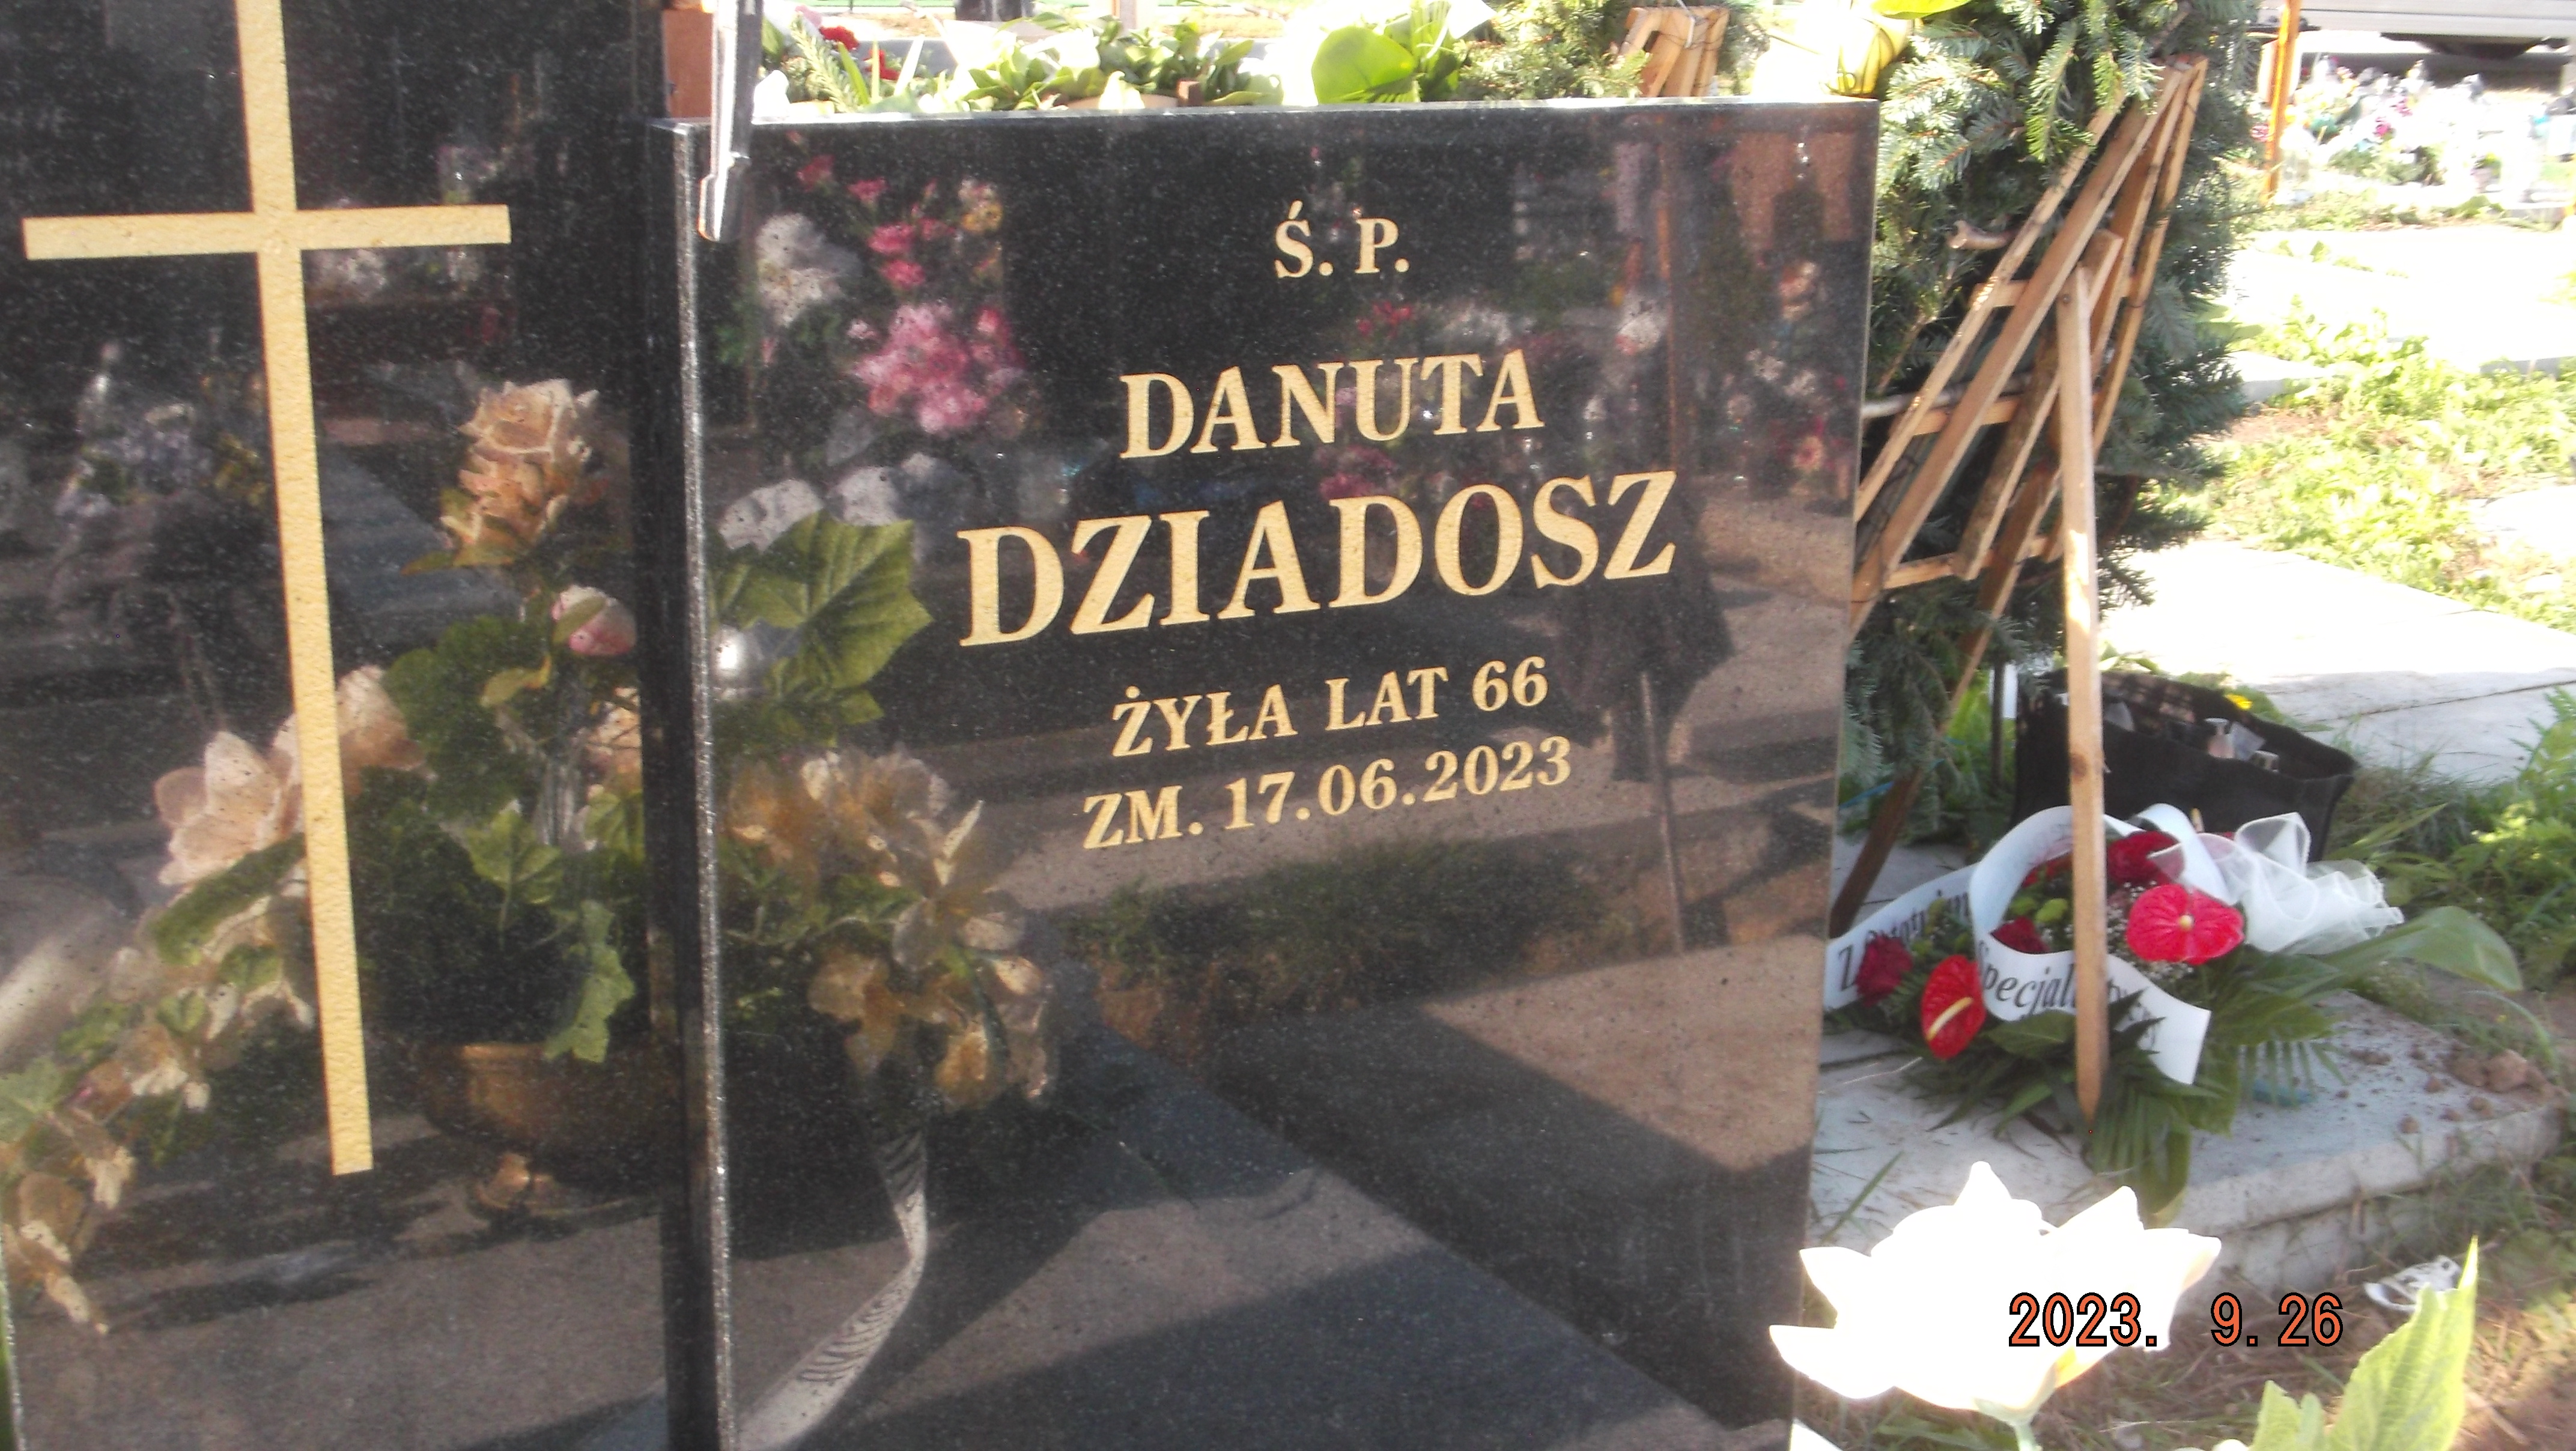 Ś. P.
DANUTA
DZIADOSZ
ŻYŁA LAT 66
ZM. 17.06.2023
2023. 9. 26